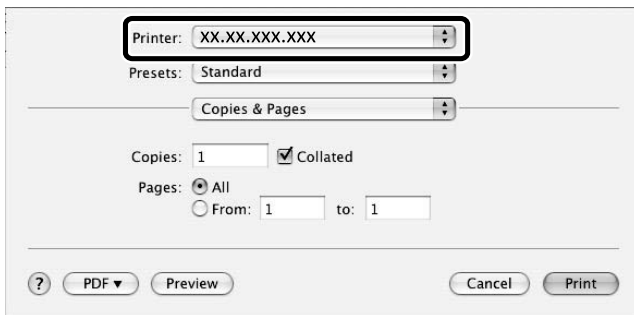 Printer: XX.XX.XXX.XXX
Presets: Standard
Copies & Pages
Copies: 1 Collated
Pages: All
From: 1 to: 1
? PDF ▼ Preview Cancel Print